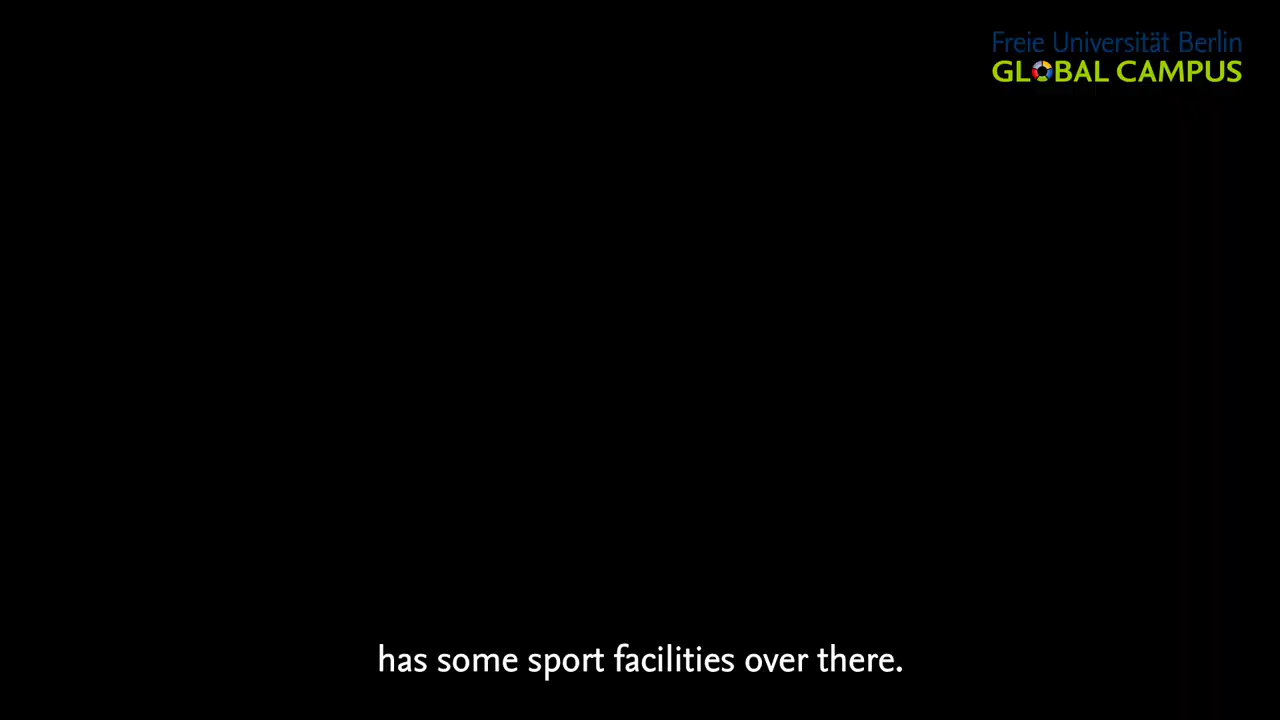 Freie Universität Berlin
GLOBAL CAMPUS
has some sport facilities over there.